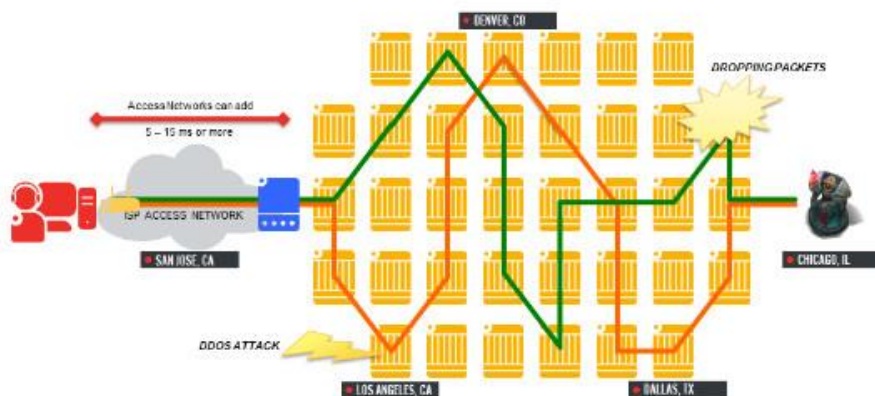 DENVER, CO
DROPPING PACKETS
Access Networks can add
5 – 15 ms or more
ISP ACCESS NETWORK
SAN JOSE, CA
CHICAGO, IL
DDOS ATTACK
LOS ANGELES, CA
DALLAS, TX